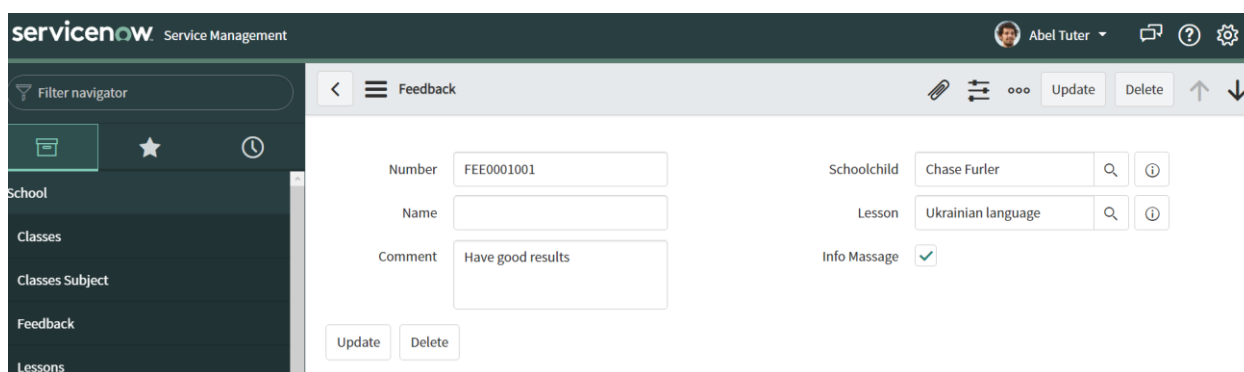 servicenow. Service Management
Abel Tuter
Filter navigator
Feedback
Update
Delete
School
Classes
Classes Subject
Feedback
Lessons
Number FEE0001001
Name
Comment Have good results
Schoolchild Chase Furler
Lesson Ukrainian language
Info Massage
Update
Delete